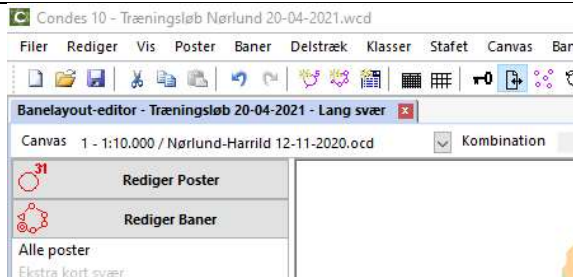 Condes 10 - Træningsløb Nørlund 20-04-2021.wcd
Filer Rediger Vis Poster Baner Delstræk Klasser Stafet Canvas Ban
Banelayout-editor - Træningsløb 20-04-2021 - Lang svær
Canvas 1 - 1:10.000 / Nørlund-Harrild 12-11-2020.ocd Kombination
31
Rediger Poster
Rediger Baner
Alle poster
Ekstra kort svær